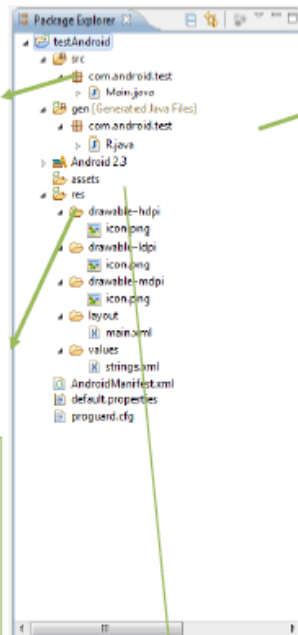 Package Explorer
testAndroid
src
com.android.test
Main.java
gen [Generated Java Files]
com.android.test
R.java
Android 2.3
assets
res
drawable-hdpi
icon.png
drawable-ldpi
icon.png
drawable-mdpi
icon.png
layout
main.xml
values
strings.xml
AndroidManifest.xml
default.properties
proguard.cfg